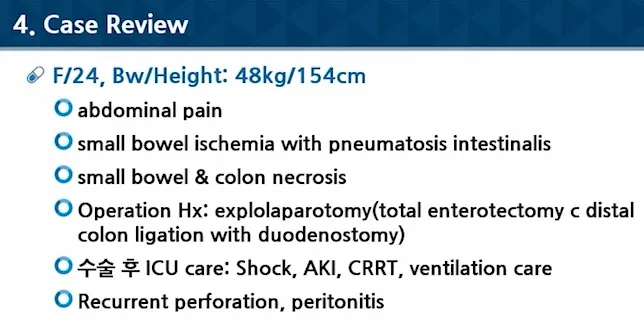 4. Case Review
F/24, Bw/Height: 48kg/154cm
abdominal pain
small bowel ischemia with pneumatosis intestinalis
small bowel & colon necrosis
Operation Hx: explolaparotomy(total enterotectomy c distal
colon ligation with duodenostomy)
수술 후 ICU care: Shock, AKI, CRRT, ventilation care
Recurrent perforation, peritonitis